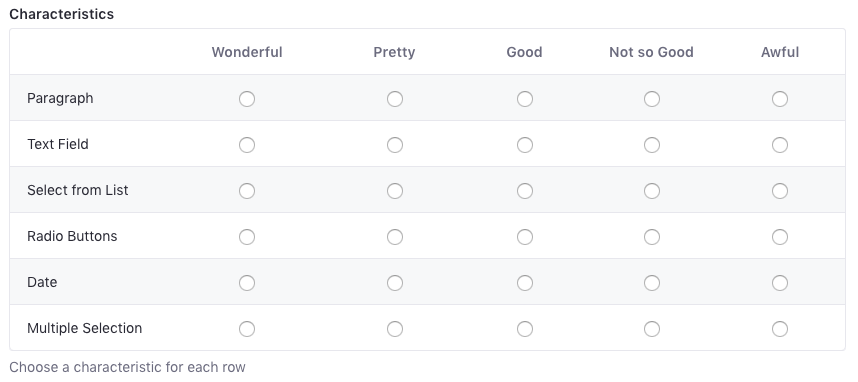 Characteristics
Wonderful Pretty Good Not so Good Awful
Paragraph
Text Field
Select from List
Radio Buttons
Date
Multiple Selection
Choose a characteristic for each row